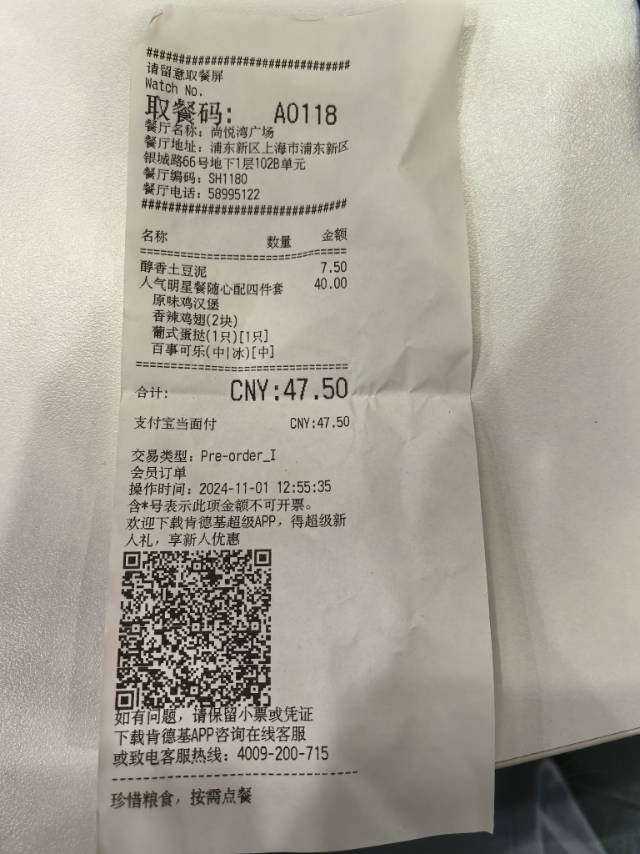 ################################
请留意取餐屏
Watch No.
取餐码: A0118
餐厅名称: 尚悦湾广场
餐厅地址: 浦东新区上海市浦东新区
银城路66号地下1层102B单元
餐厅编码: SH1180
餐厅电话: 58995122
################################
名称 数量 金额
================================
醇香土豆泥 7.50
人气明星餐随心配四件套 40.00
原味鸡汉堡
香辣鸡翅(2块)
葡式蛋挞(1只)[1只]
百事可乐(中|冰)[中]
================================
合计: CNY:47.50
支付宝当面付 CNY:47.50
交易类型: Pre-order_I
会员订单
操作时间: 2024-11-01 12:55:35
含*号表示此项金额不可开票。
欢迎下载肯德基超级APP, 得超级新
人礼, 享新人优惠
如有问题, 请保留小票或凭证
下载肯德基APP咨询在线客服
或致电客服热线: 4009-200-715
--------------------------------
珍惜粮食, 按需点餐